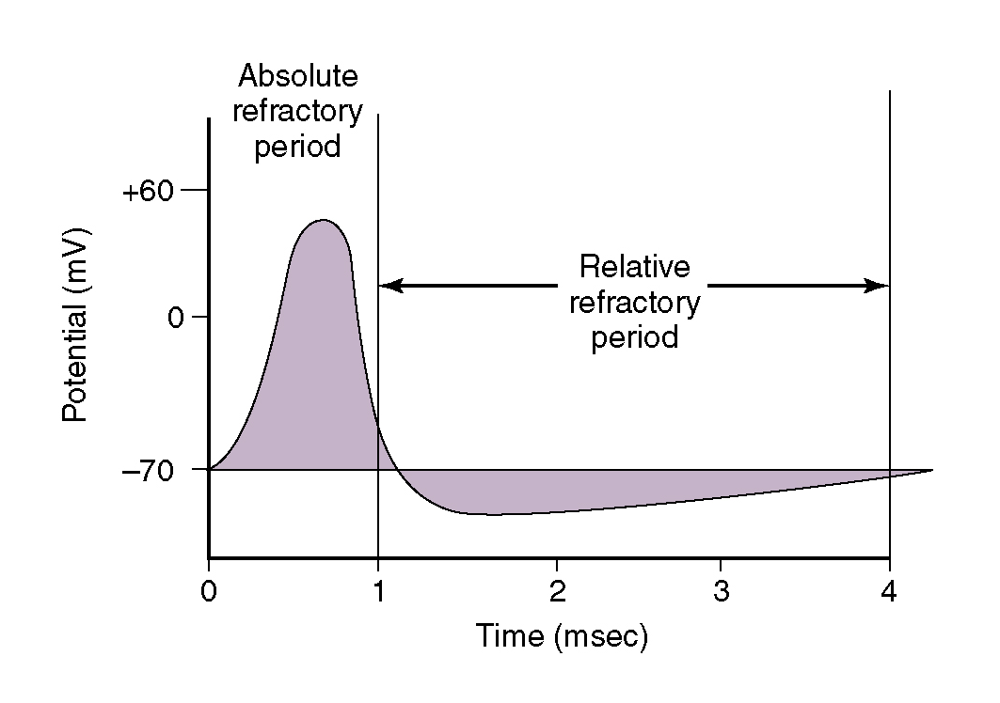 Absolute
refractory
period
+60
0
–70
Potential (mV)
Relative
refractory
period
0 1 2 3 4
Time (msec)